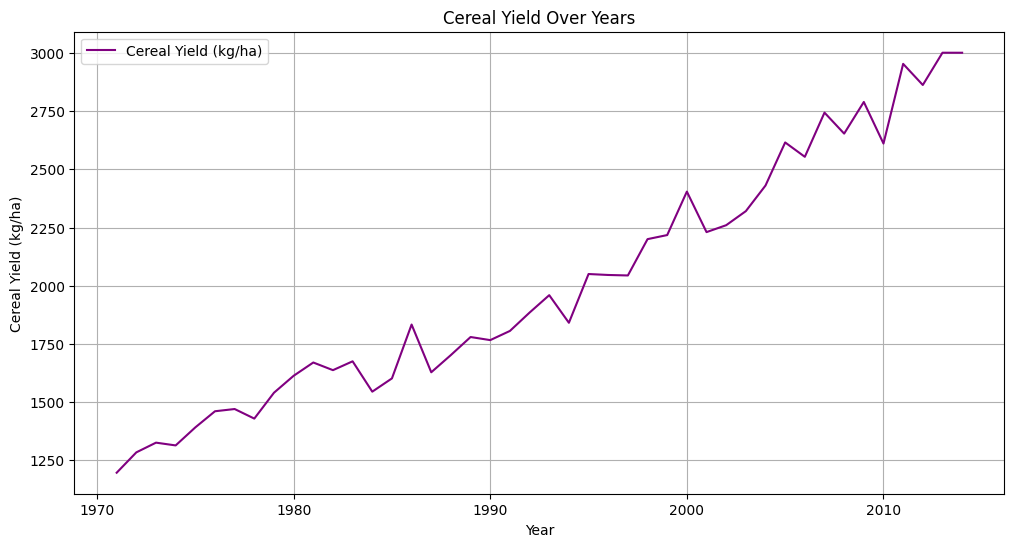 Cereal Yield Over Years
Cereal Yield (kg/ha)
3000
2750
2500
2250
2000
1750
1500
1250
Cereal Yield (kg/ha)
1970 1980 1990 2000 2010
Year